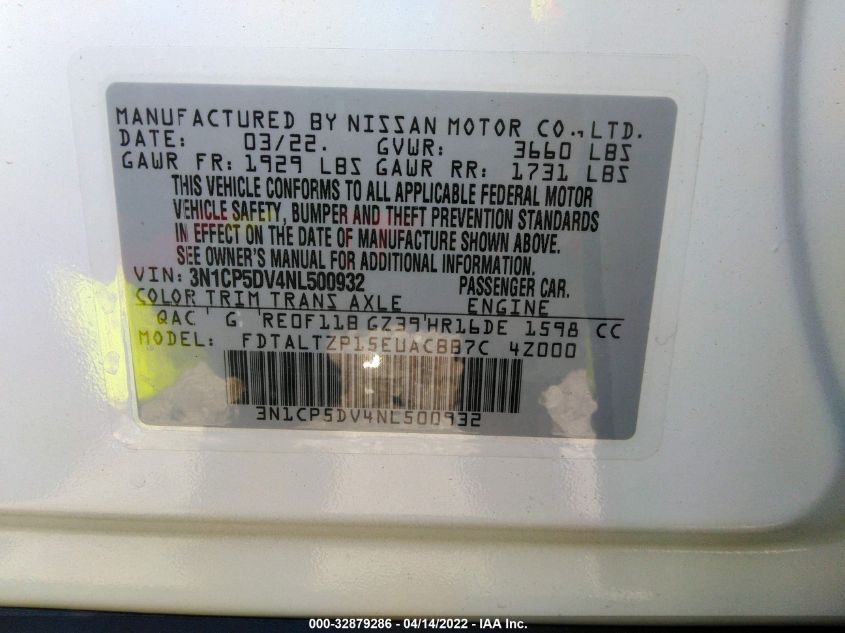 MANUFACTURED BY NISSAN MOTOR CO.,LTD.
DATE: 03/22. GVWR: 3660 LBS
GAWR FR: 1929 LBS GAWR RR: 1731 LBS
THIS VEHICLE CONFORMS TO ALL APPLICABLE FEDERAL MOTOR
VEHICLE SAFETY, BUMPER AND THEFT PREVENTION STANDARDS
IN EFFECT ON THE DATE OF MANUFACTURE SHOWN ABOVE.
SEE OWNER'S MANUAL FOR ADDITIONAL INFORMATION.
VIN: 3N1CP5DV4NL500932 PASSENGER CAR.
COLOR TRIM TRANS AXLE ENGINE
QAC G RE0F11B GZ39 HR16DE 1598 CC
MODEL: FDTALTZP15EUACBB7C 4Z000
3N1CP5DV4NL500932
000-32879286 - 04/14/2022 - IAA Inc.